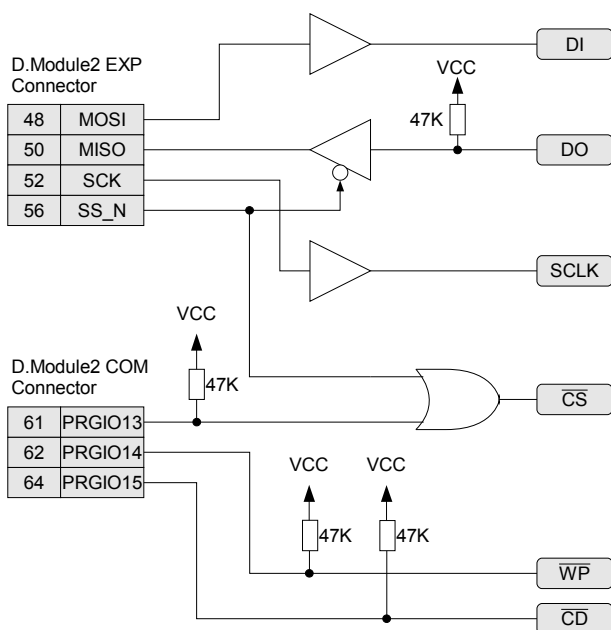 D.Module2 EXP
Connector
48 MOSI
50 MISO
52 SCK
56 SS_N
DI
VCC
47K
DO
SCLK
VCC
47K
D.Module2 COM
Connector
61 PRGIO13
62 PRGIO14
64 PRGIO15
CS
VCC
VCC
47K
47K
WP
CD